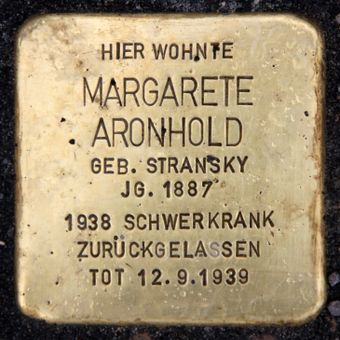 HIER WOHNTE
MARGARETE
ARONHOLD
GEB. STRANSKY
JG. 1887
1938 SCHWERKRANK
ZURÜCKGELASSEN
TOT 12.9.1939